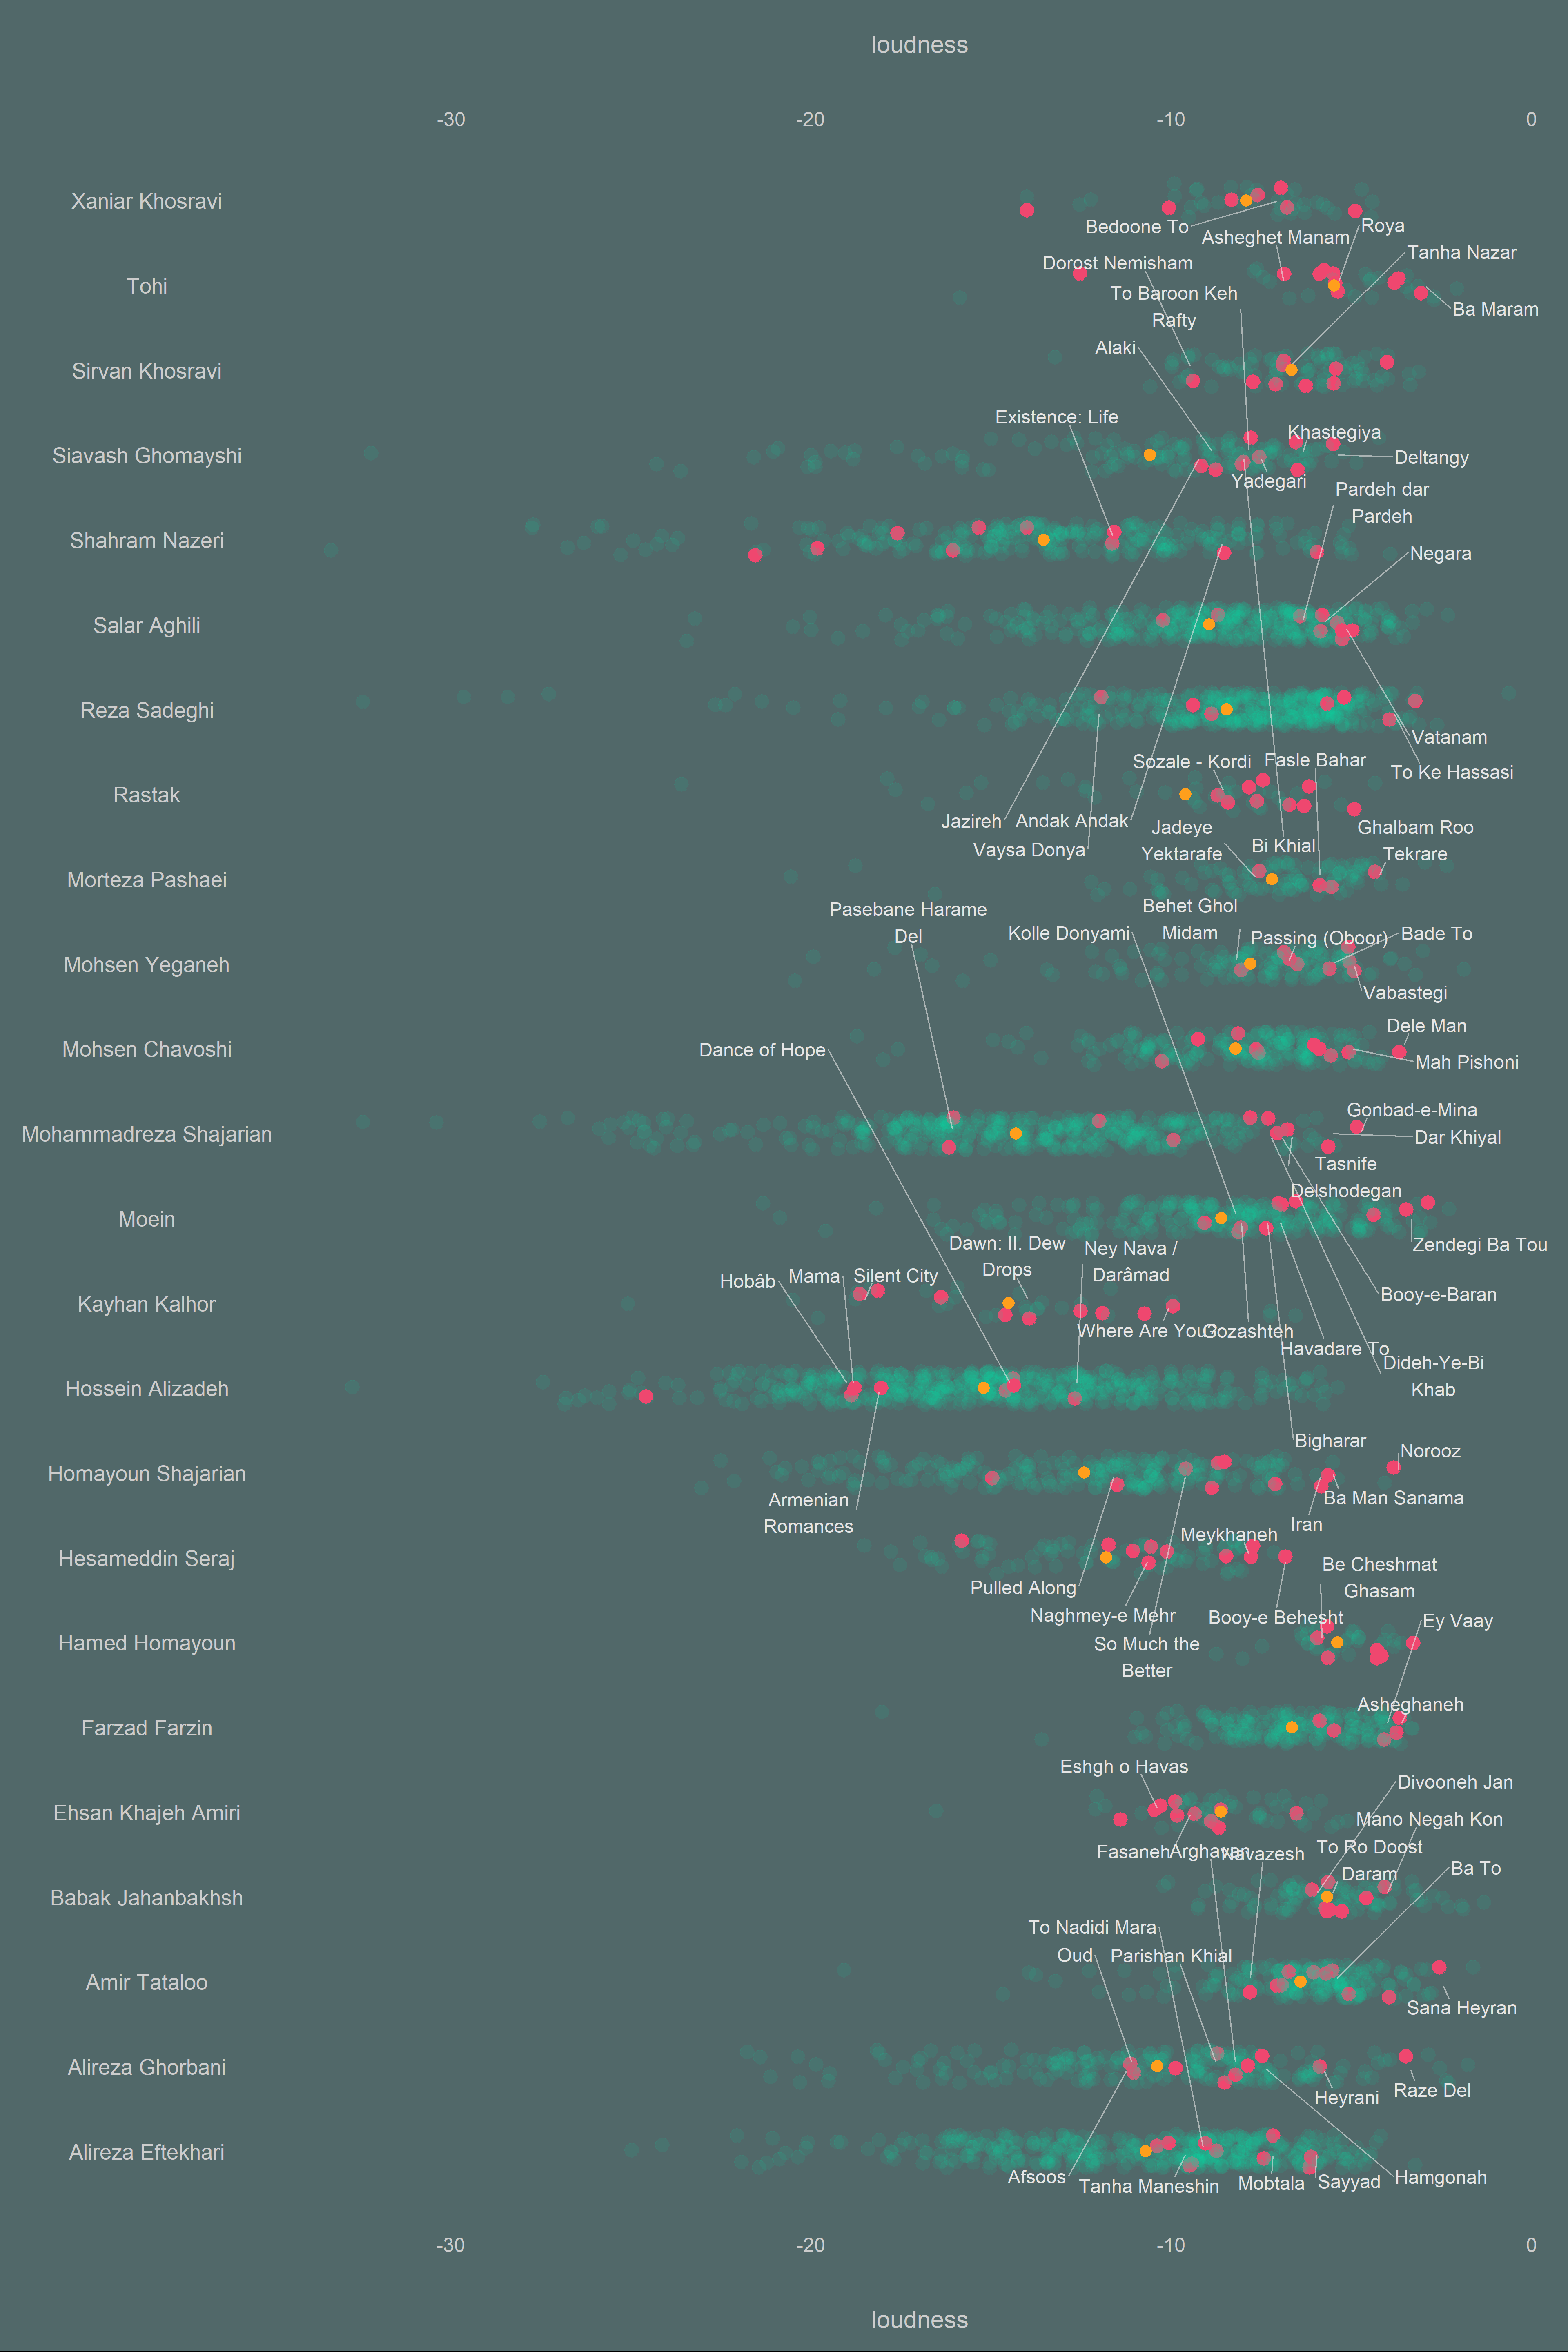 loudness
-30 -20 -10 0
Xaniar Khosravi
Bedoone To
Roya
Asheghet Manam
Tanha Nazar
Dorost Nemisham
Tohi
To Baroon Keh
Rafty
Ba Maram
Alaki
Sirvan Khosravi
Existence: Life
Khastegiya
Siavash Ghomayshi
Deltangy
Yadegari
Pardeh dar
Pardeh
Shahram Nazeri
Negara
Salar Aghili
Reza Sadeghi
Vatanam
Sozale - Kordi
Fasle Bahar
To Ke Hassasi
Rastak
Jazireh
Andak Andak
Jadeye
Yektarafe
Ghalbam Roo
Tekrare
Vaysa Donya
Bi Khial
Morteza Pashaei
Pasebane Harame
Del
Behet Ghol
Midam
Kolle Donyami
Passing (Oboor)
Bade To
Mohsen Yeganeh
Vabastegi
Dele Man
Mohsen Chavoshi
Dance of Hope
Mah Pishoni
Gonbad-e-Mina
Mohammadreza Shajarian
Dar Khiyal
Tasnife
Delshodegan
Moein
Zendegi Ba Tou
Dawn: II. Dew
Drops
Ney Nava /
Darâmad
Hobâb
Mama
Silent City
Booy-e-Baran
Kayhan Kalhor
Where Are You?
Gozashteh
Havadare To
Dideh-Ye-Bi
Khab
Hossein Alizadeh
Bigharar
Norooz
Homayoun Shajarian
Armenian
Romances
Ba Man Sanama
Iran
Meykhaneh
Hesameddin Seraj
Be Cheshmat
Ghasam
Pulled Along
Naghmey-e Mehr
Booy-e Behesht
Ey Vaay
So Much the
Better
Hamed Homayoun
Asheghaneh
Farzad Farzin
Eshgh o Havas
Divooneh Jan
Ehsan Khajeh Amiri
Mano Negah Kon
Fasaneh
Arghavan
Navazesh
To Ro Doost
Daram
Ba To
Babak Jahanbakhsh
To Nadidi Mara
Oud
Parishan Khial
Amir Tataloo
Sana Heyran
Alireza Ghorbani
Heyrani
Raze Del
Alireza Eftekhari
Afsoos
Tanha Maneshin
Mobtala
Sayyad
Hamgonah
-30 -20 -10 0
loudness